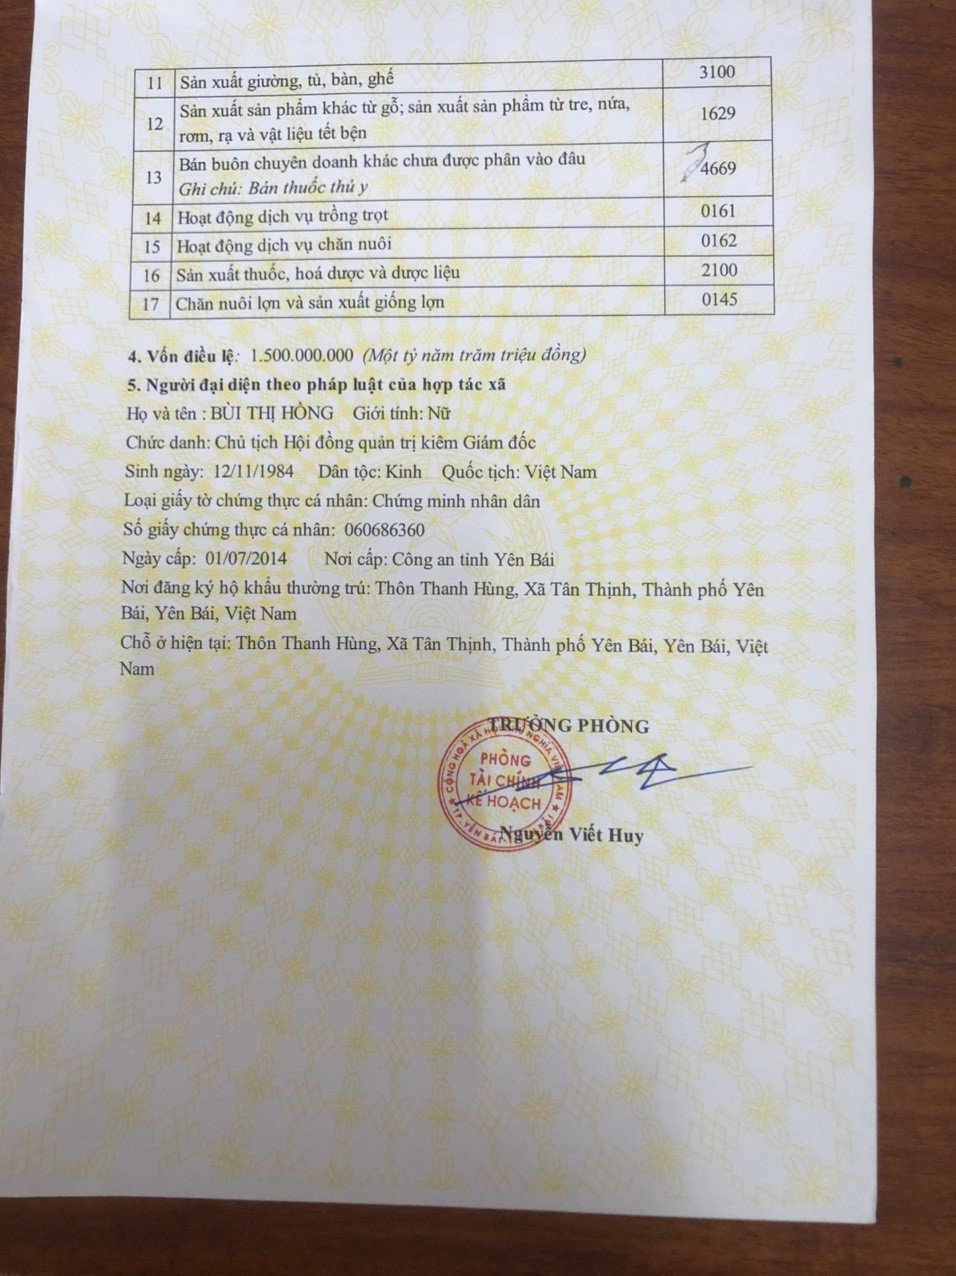 11 Sản xuất giường, tủ, bàn, ghế 3100
12 Sản xuất sản phẩm khác từ gỗ; sản xuất sản phẩm từ tre, nứa, rơm, rạ và vật liệu tết bện 1629
13 Bán buôn chuyên doanh khác chưa được phân vào đâu 4669
Ghi chú: Bán thuốc thú y
14 Hoạt động dịch vụ trồng trọt 0161
15 Hoạt động dịch vụ chăn nuôi 0162
16 Sản xuất thuốc, hoá dược và dược liệu 2100
17 Chăn nuôi lợn và sản xuất giống lợn 0145
4. Vốn điều lệ: 1.500.000.000 (Một tỷ năm trăm triệu đồng)
5. Người đại diện theo pháp luật của hợp tác xã
Họ và tên : BÙI THỊ HỒNG Giới tính: Nữ
Chức danh: Chủ tịch Hội đồng quản trị kiêm Giám đốc
Sinh ngày: 12/11/1984 Dân tộc: Kinh Quốc tịch: Việt Nam
Loại giấy tờ chứng thực cá nhân: Chứng minh nhân dân
Số giấy chứng thực cá nhân: 060686360
Ngày cấp: 01/07/2014 Nơi cấp: Công an tỉnh Yên Bái
Nơi đăng ký hộ khẩu thường trú: Thôn Thanh Hùng, Xã Tân Thịnh, Thành phố Yên
Bái, Yên Bái, Việt Nam
Chỗ ở hiện tại: Thôn Thanh Hùng, Xã Tân Thịnh, Thành phố Yên Bái, Yên Bái, Việt
Nam
TRƯỞNG PHÒNG
PHÒNG
TÀI CHÍNH
KẾ HOẠCH
Nguyễn Viết Huy